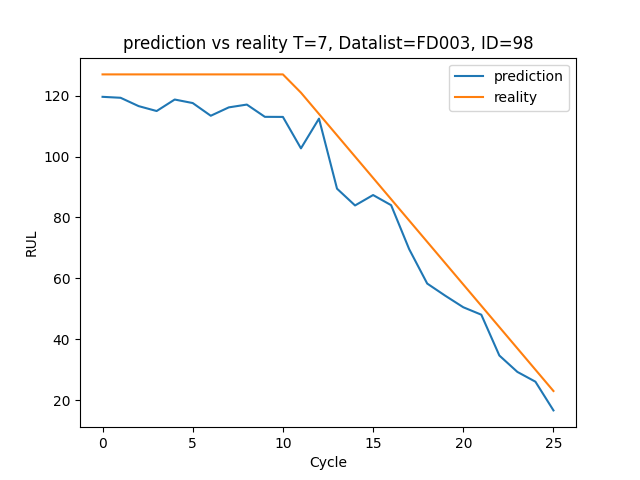 prediction vs reality T=7, Datalist=FD003, ID=98
prediction
reality
120
100
80
60
40
20
RUL
0 5 10 15 20 25
Cycle